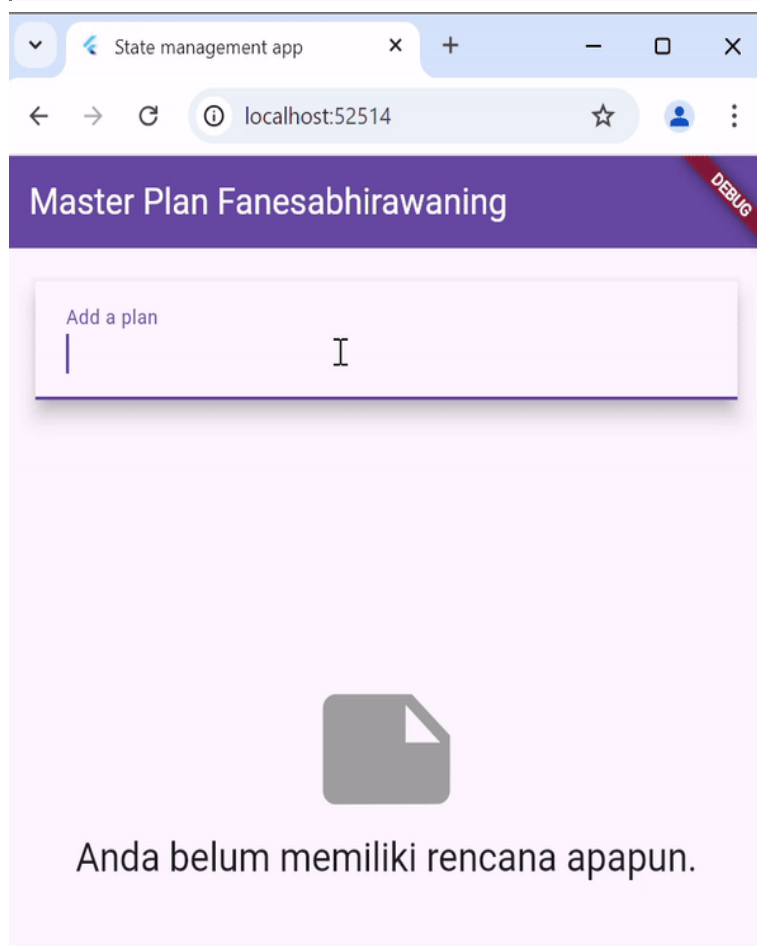 State management app
localhost:52514
Master Plan Fanesabhirawaning
DEBUG
Add a plan
Anda belum memiliki rencana apapun.